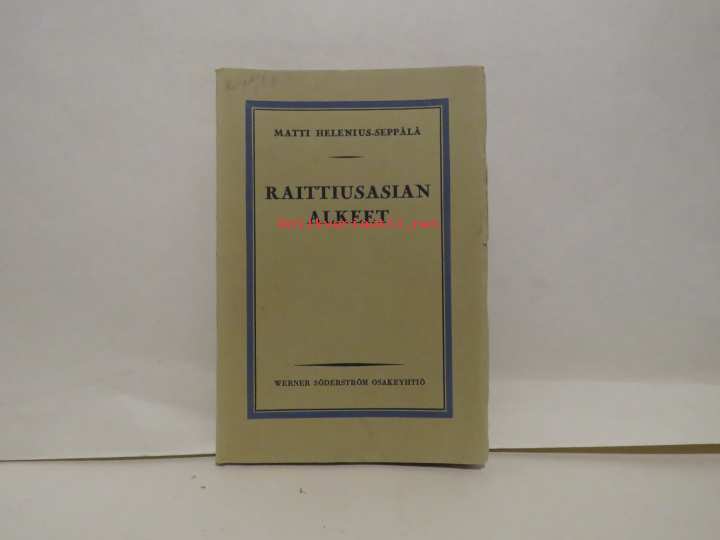 MATTI HELENIUS-SEPPÄLÄ
RAITTIUSASIAN
ALKEET
WERNER SÖDERSTRÖM OSAKEYHTIÖ